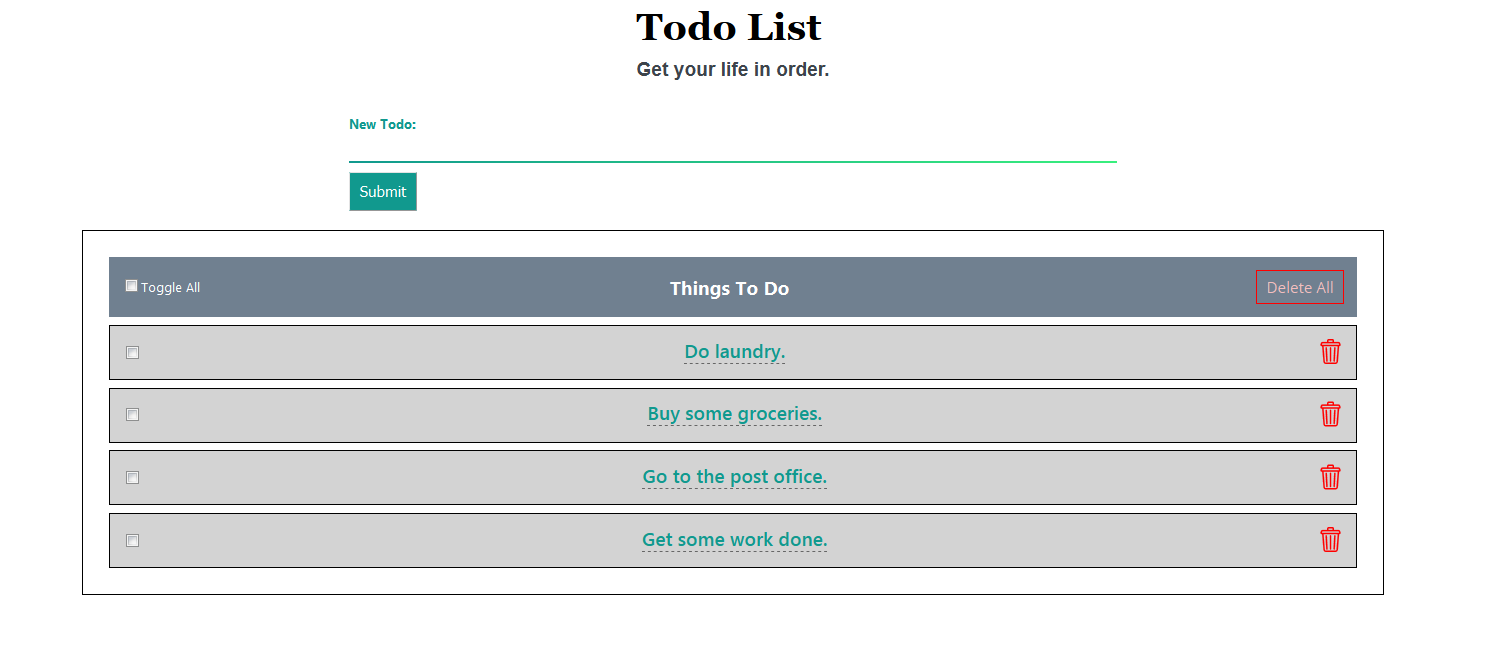 Todo List
Get your life in order.
New Todo:
Submit
Toggle All Things To Do Delete All
Do laundry.
Buy some groceries.
Go to the post office.
Get some work done.